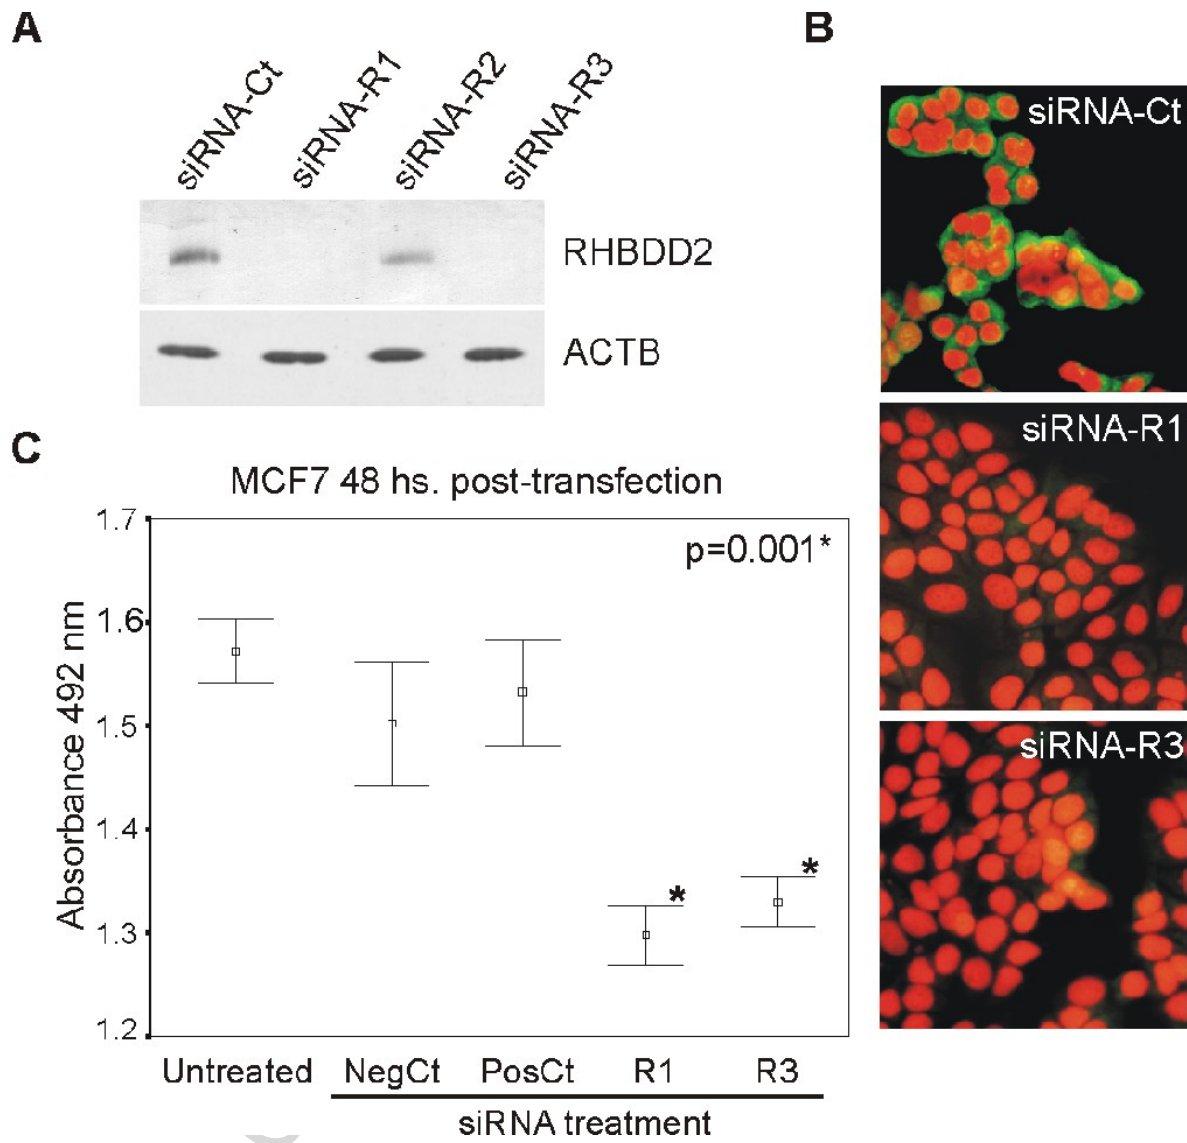 A
siRNA-Ct
siRNA-R1
siRNA-R2
siRNA-R3
RHBDD2
ACTB
B
siRNA-Ct
siRNA-R1
siRNA-R3
C
MCF7 48 hs. post-transfection
p=0.001*
Absorbance 492 nm
1.7
1.6
1.5
1.4
1.3
1.2
*
*
Untreated
NegCt
PosCt
R1
R3
siRNA treatment